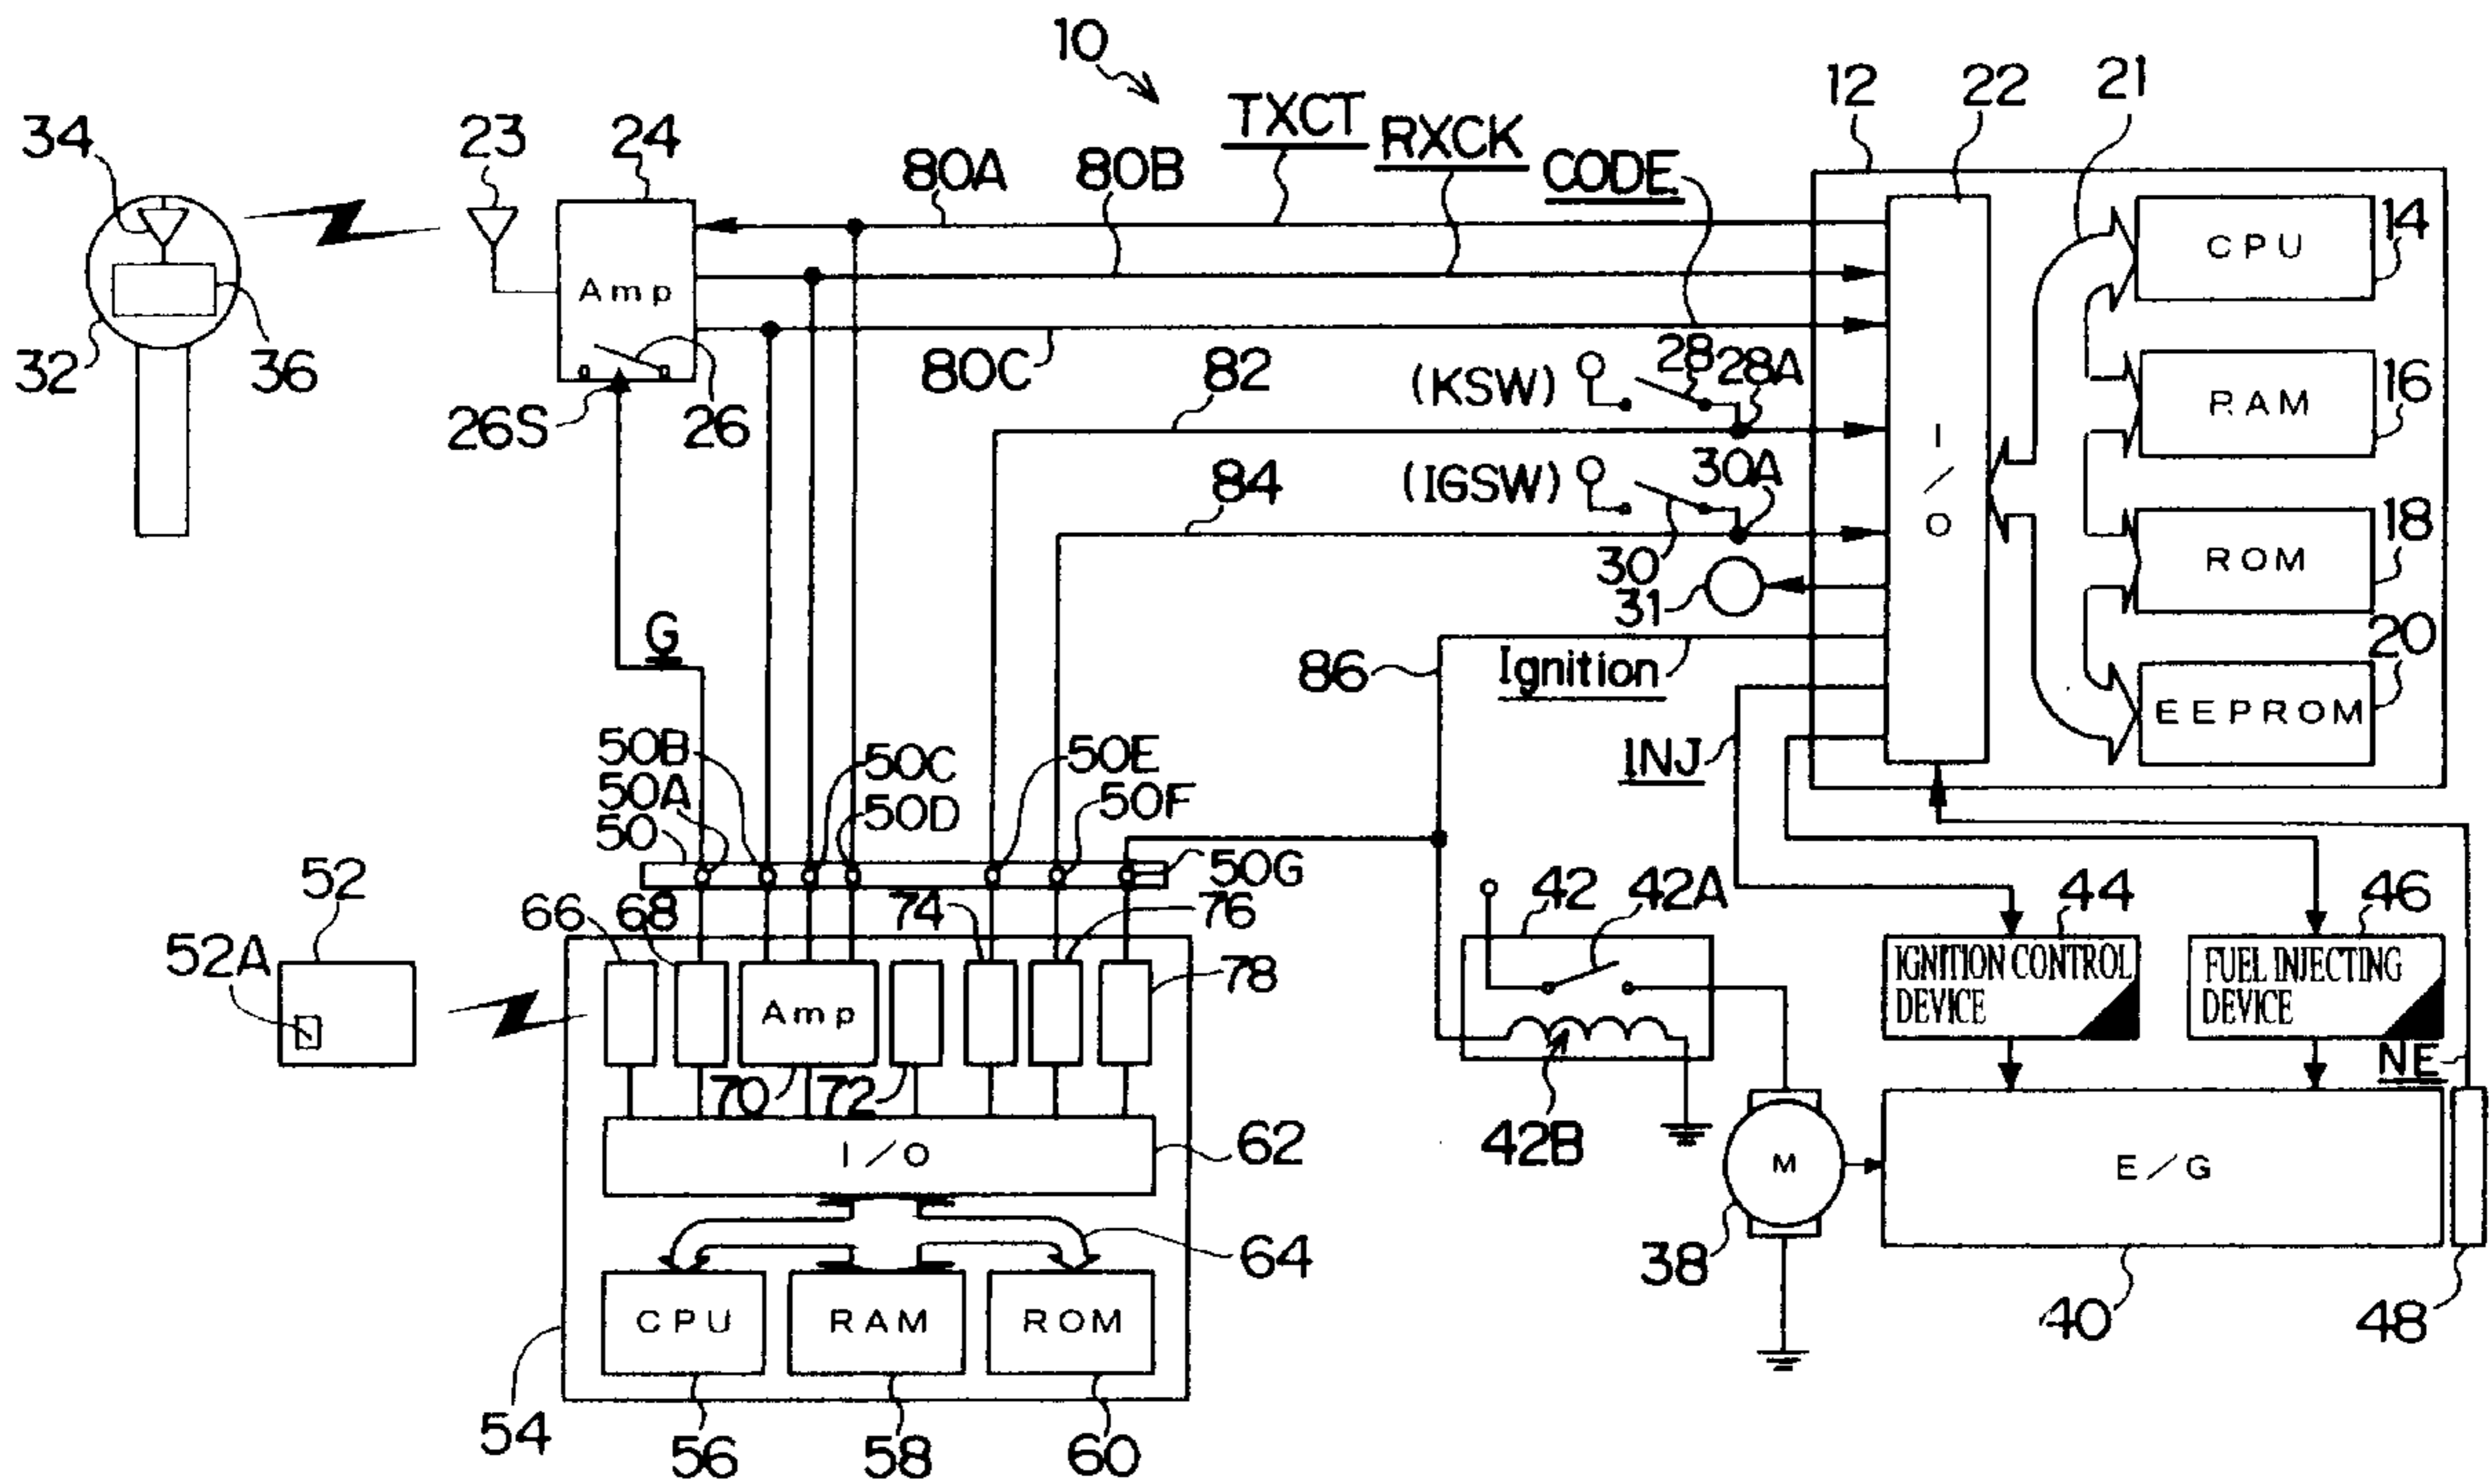 10
12
22
21
34
23
24
TXCT
RXCK
CODE
80A
80B
Amp
CPU
14
32
36
26S
26
80C
82
(KSW)
28
28A
RAM
16
84
(IGSW)
30A
30
31
I/O
ROM
18
G
86
Ignition
20
EEPROM
INJ
50B
50A
50
50C
50D
50E
50F
50G
52
52A
66
68
74
76
78
42
42A
44
46
IGNITION CONTROL
DEVICE
FUEL INJECTING
DEVICE
Amp
70
72
42B
NE
I/O
62
M
E/G
64
38
40
48
CPU
RAM
ROM
54
56
58
60